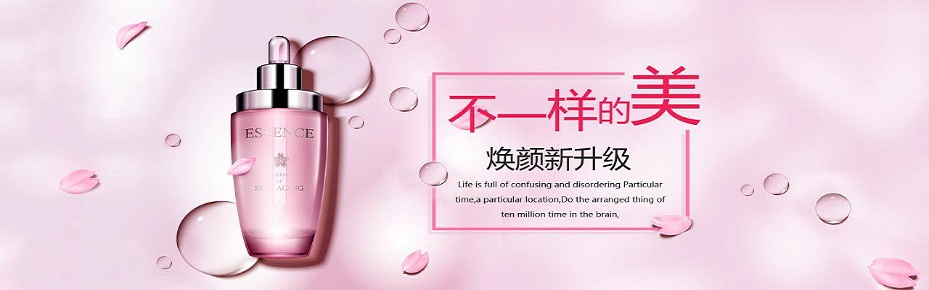 ESSENCE
不一样的美
焕颜新升级
Life is full of confusing and disordering Particular
time,a particular location,Do the arranged thing of
ten million time in the brain,